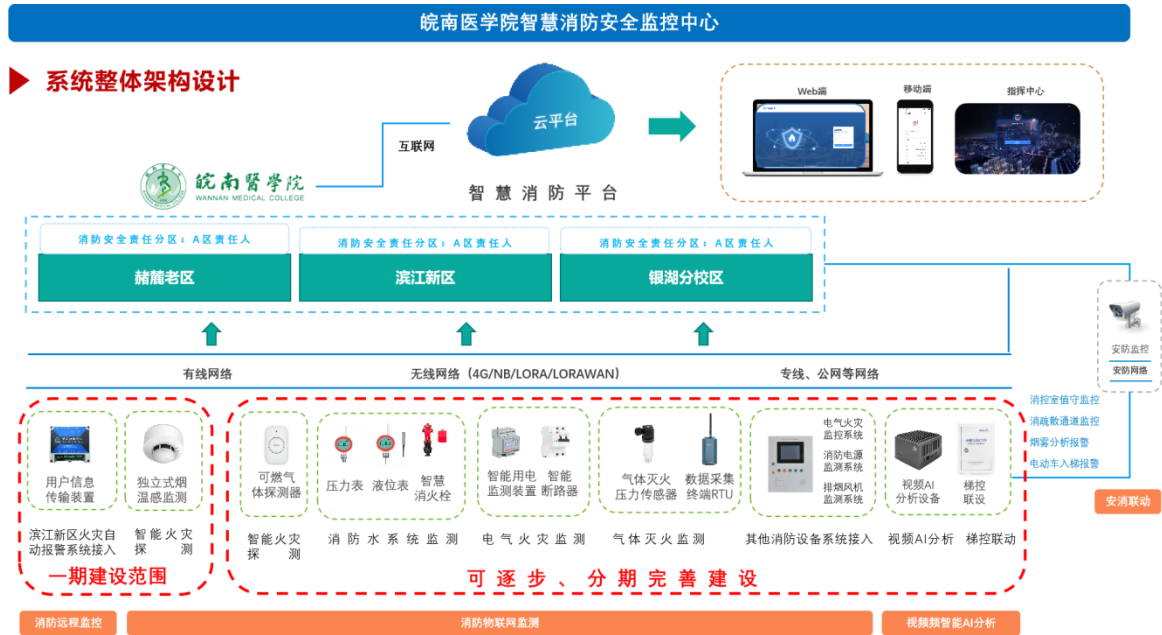 皖南医学院智慧消防安全监控中心
系统整体架构设计
云平台
互联网
智慧消防平台
Web端
移动端
指挥中心
皖南醫學院
WANNAN MEDICAL COLLEGE
消防安全责任分区：A区责任人
消防安全责任分区：A区责任人
消防安全责任分区：A区责任人
赭麓老区
滨江新区
银湖分校区
安防监控
安防网络
有线网络
无线网络（4G/NB/LORA/LORAWAN）
专线、公网等网络
消控室值守监控
消疏散通道监控
烟雾分析报警
电动车入梯报警
安消联动
用户信息
传输装置
独立式烟
温感监测
可燃气
体探测器
压力表
液位表
智慧
消火栓
智能用电
监测装置
智能
断路器
气体灭火
压力传感器
数据采集
终端RTU
电气火灾
监控系统
消防电源
监测系统
排烟风机
监测系统
视频AI
分析设备
梯控
联设
滨江新区火灾自
动报警系统接入
智能火灾
探测
智能火灾
探测
消防水系统监测
电气火灾监测
气体灭火监测
其他消防设备系统接入
视频AI分析
梯控联动
一期建设范围
可逐步、分期完善建设
消防远程监控
消防物联网监测
视频频智能AI分析